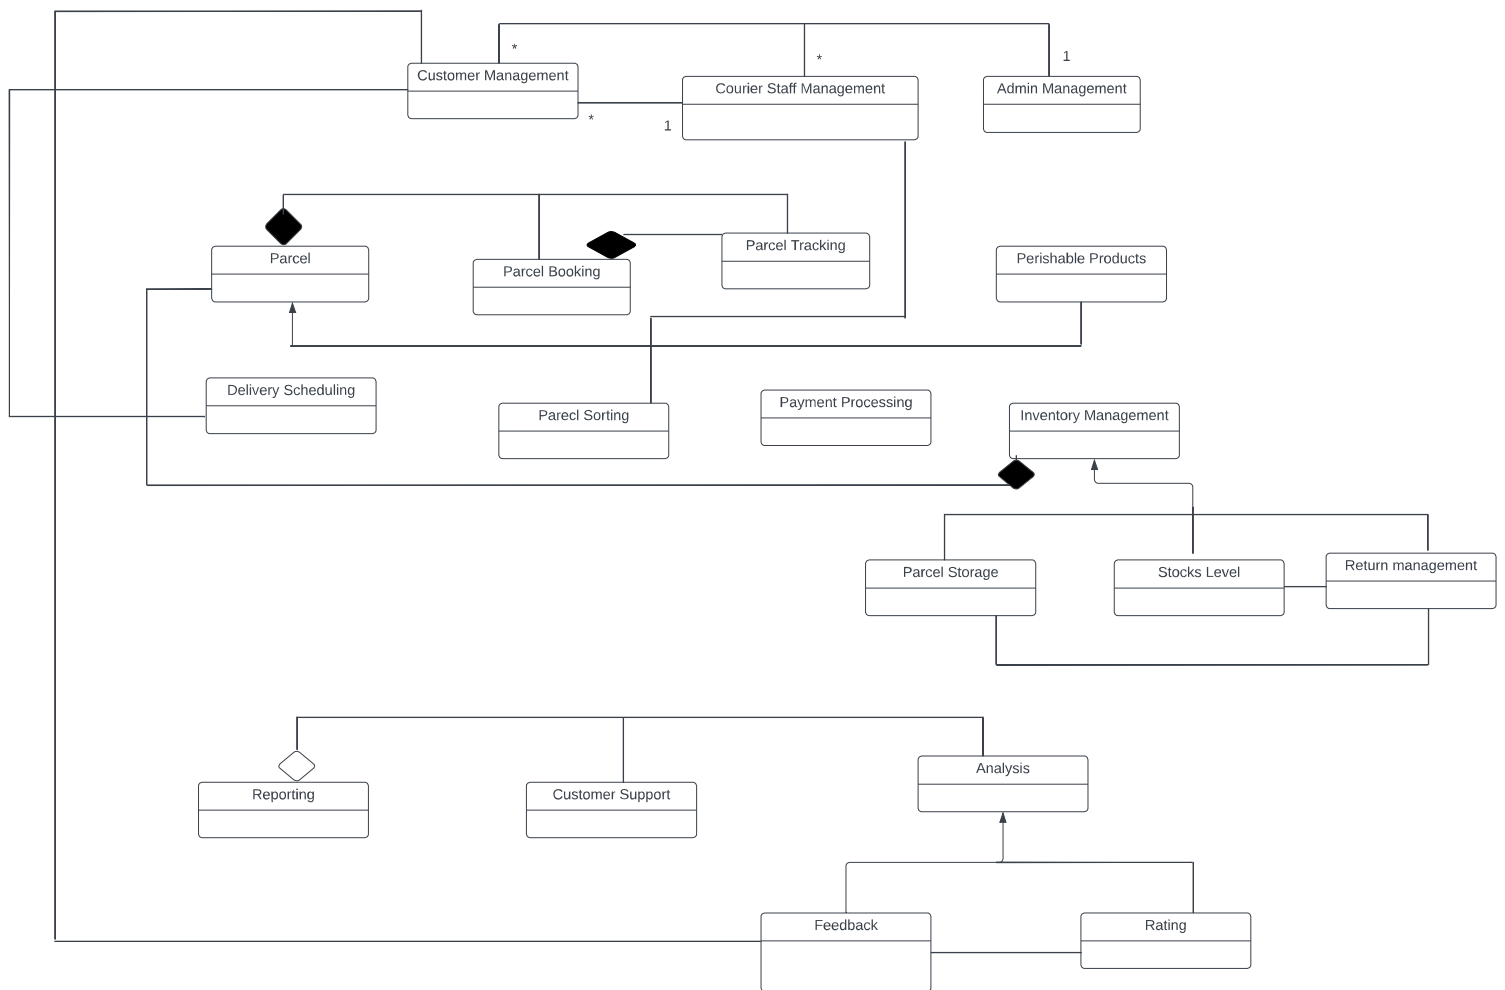 *
*
1
Customer Management
Courier Staff Management
Admin Management
*
1
Parcel
Parcel Booking
Parcel Tracking
Perishable Products
Delivery Scheduling
Parecl Sorting
Payment Processing
Inventory Management
Parcel Storage
Stocks Level
Return management
Reporting
Customer Support
Analysis
Feedback
Rating